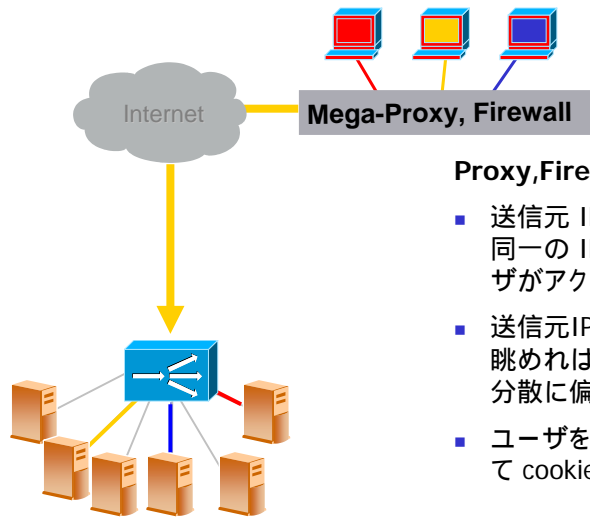 Internet
Mega-Proxy, Firewall
Proxy,Fire
送信元 I
同一の I
ザがアク
送信元IP
眺めれは
分散に偏
ユーザを
て cookie